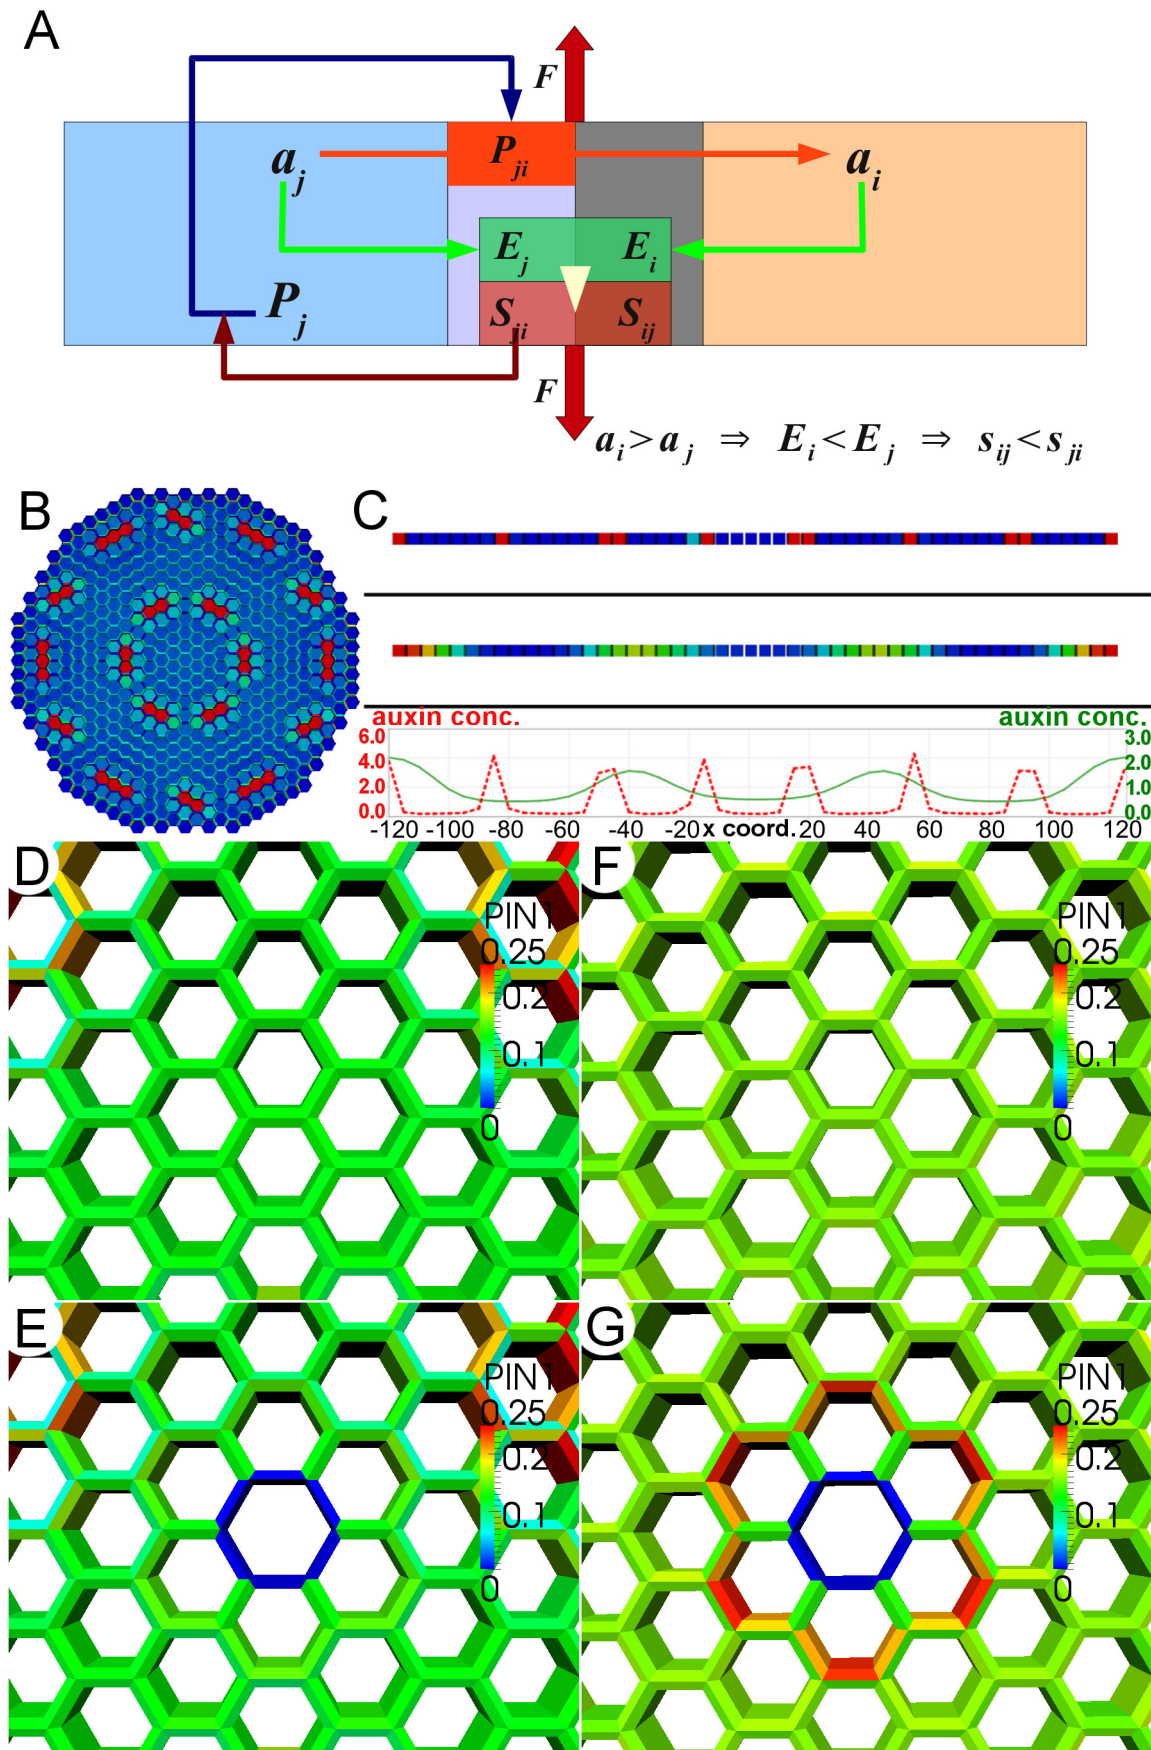 A
F
a_j P_ji a_i
E_j E_i
P_j S_ji S_ij
F
a_i > a_j ⇒ E_i < E_j ⇒ s_ij < s_ji
B C
auxin conc. auxin conc.
6.0 3.0
4.0 2.0
2.0 1.0
0.0 0.0
-120 -100 -80 -60 -40 -20 x coord. 20 40 60 80 100 120
D F
PIN1 PIN1
0.25 0.25
0.2 0.2
0.1 0.1
0 0
E G
PIN1 PIN1
0.25 0.25
0.2 0.2
0.1 0.1
0 0